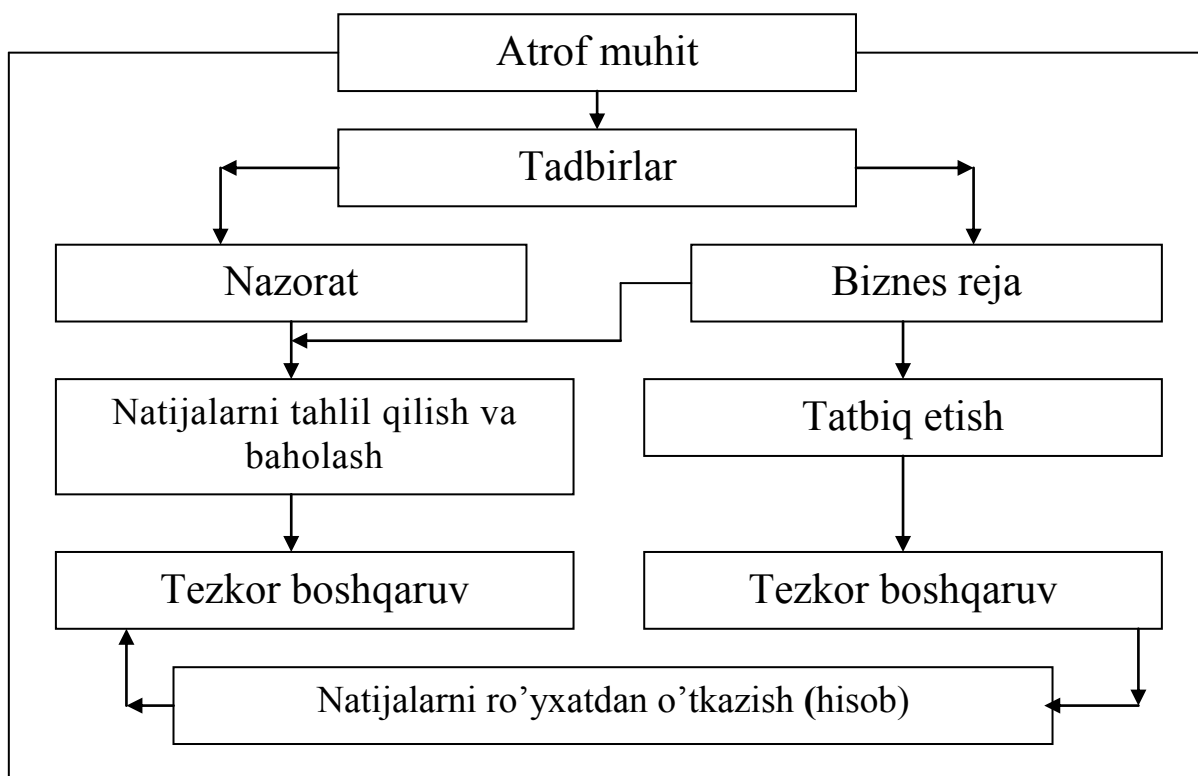 Atrof muhit
Tadbirlar
Nazorat
Biznes reja
Natijalarni tahlil qilish va
baholash
Tatbiq etish
Tezkor boshqaruv
Tezkor boshqaruv
Natijalarni ro’yxatdan o’tkazish (hisob)